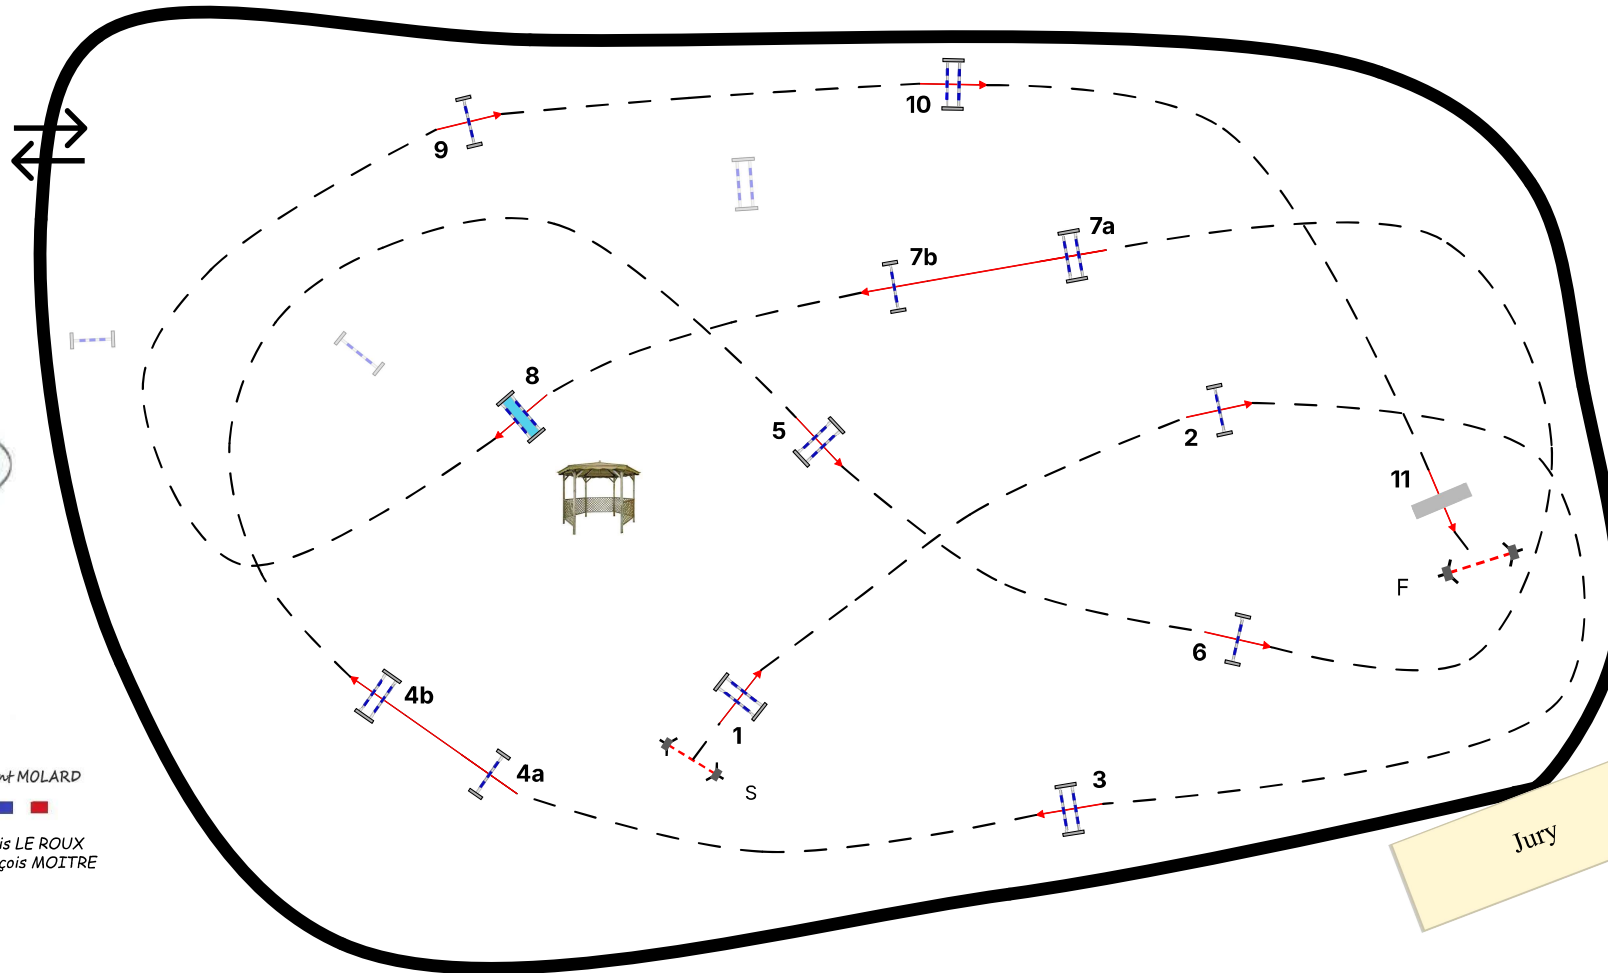 10
9
7a
7b
8
5
2
11
F
6
4b
1
4a
S
3
nt MOLARD
is LE ROUX
çois MOITRE
Jury